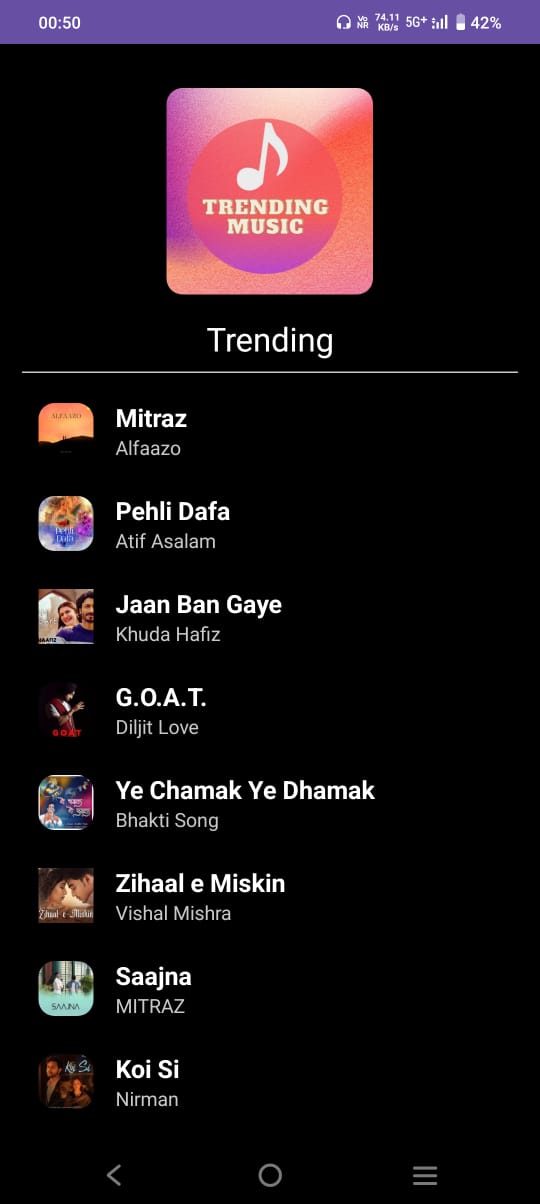 00:50
Vo
NR
74.11
KB/s
5G+
42%
TRENDING
MUSIC
Trending
ALFAAZO
Mitraz
Alfaazo
Pehli
Dafa
Pehli Dafa
Atif Asalam
HAAFIZ
Jaan Ban Gaye
Khuda Hafiz
GOAT
G.O.A.T.
Diljit Love
Ye Chamak Ye Dhamak
Bhakti Song
Zihaal e Miskin
Zihaal e Miskin
Vishal Mishra
SAAJNA
Saajna
MITRAZ
Koi Si
Koi Si
Nirman